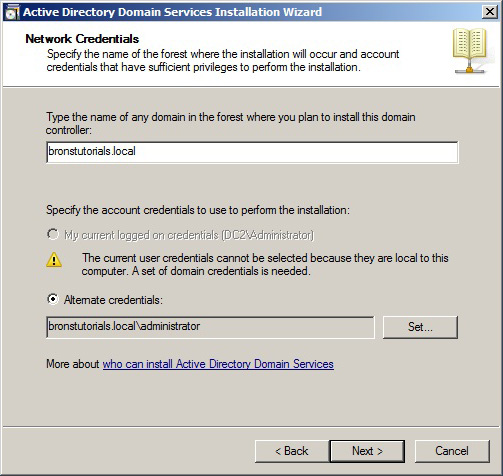 Active Directory Domain Services Installation Wizard
Network Credentials
Specify the name of the forest where the installation will occur and account
credentials that have sufficient privileges to perform the installation.
Type the name of any domain in the forest where you plan to install this domain
controller:
bronstutorials.local
Specify the account credentials to use to perform the installation:
My current logged on credentials (DC2\Administrator)
The current user credentials cannot be selected because they are local to this
computer. A set of domain credentials is needed.
Alternate credentials:
bronstutorials.local\administrator
Set...
More about who can install Active Directory Domain Services
< Back
Next >
Cancel